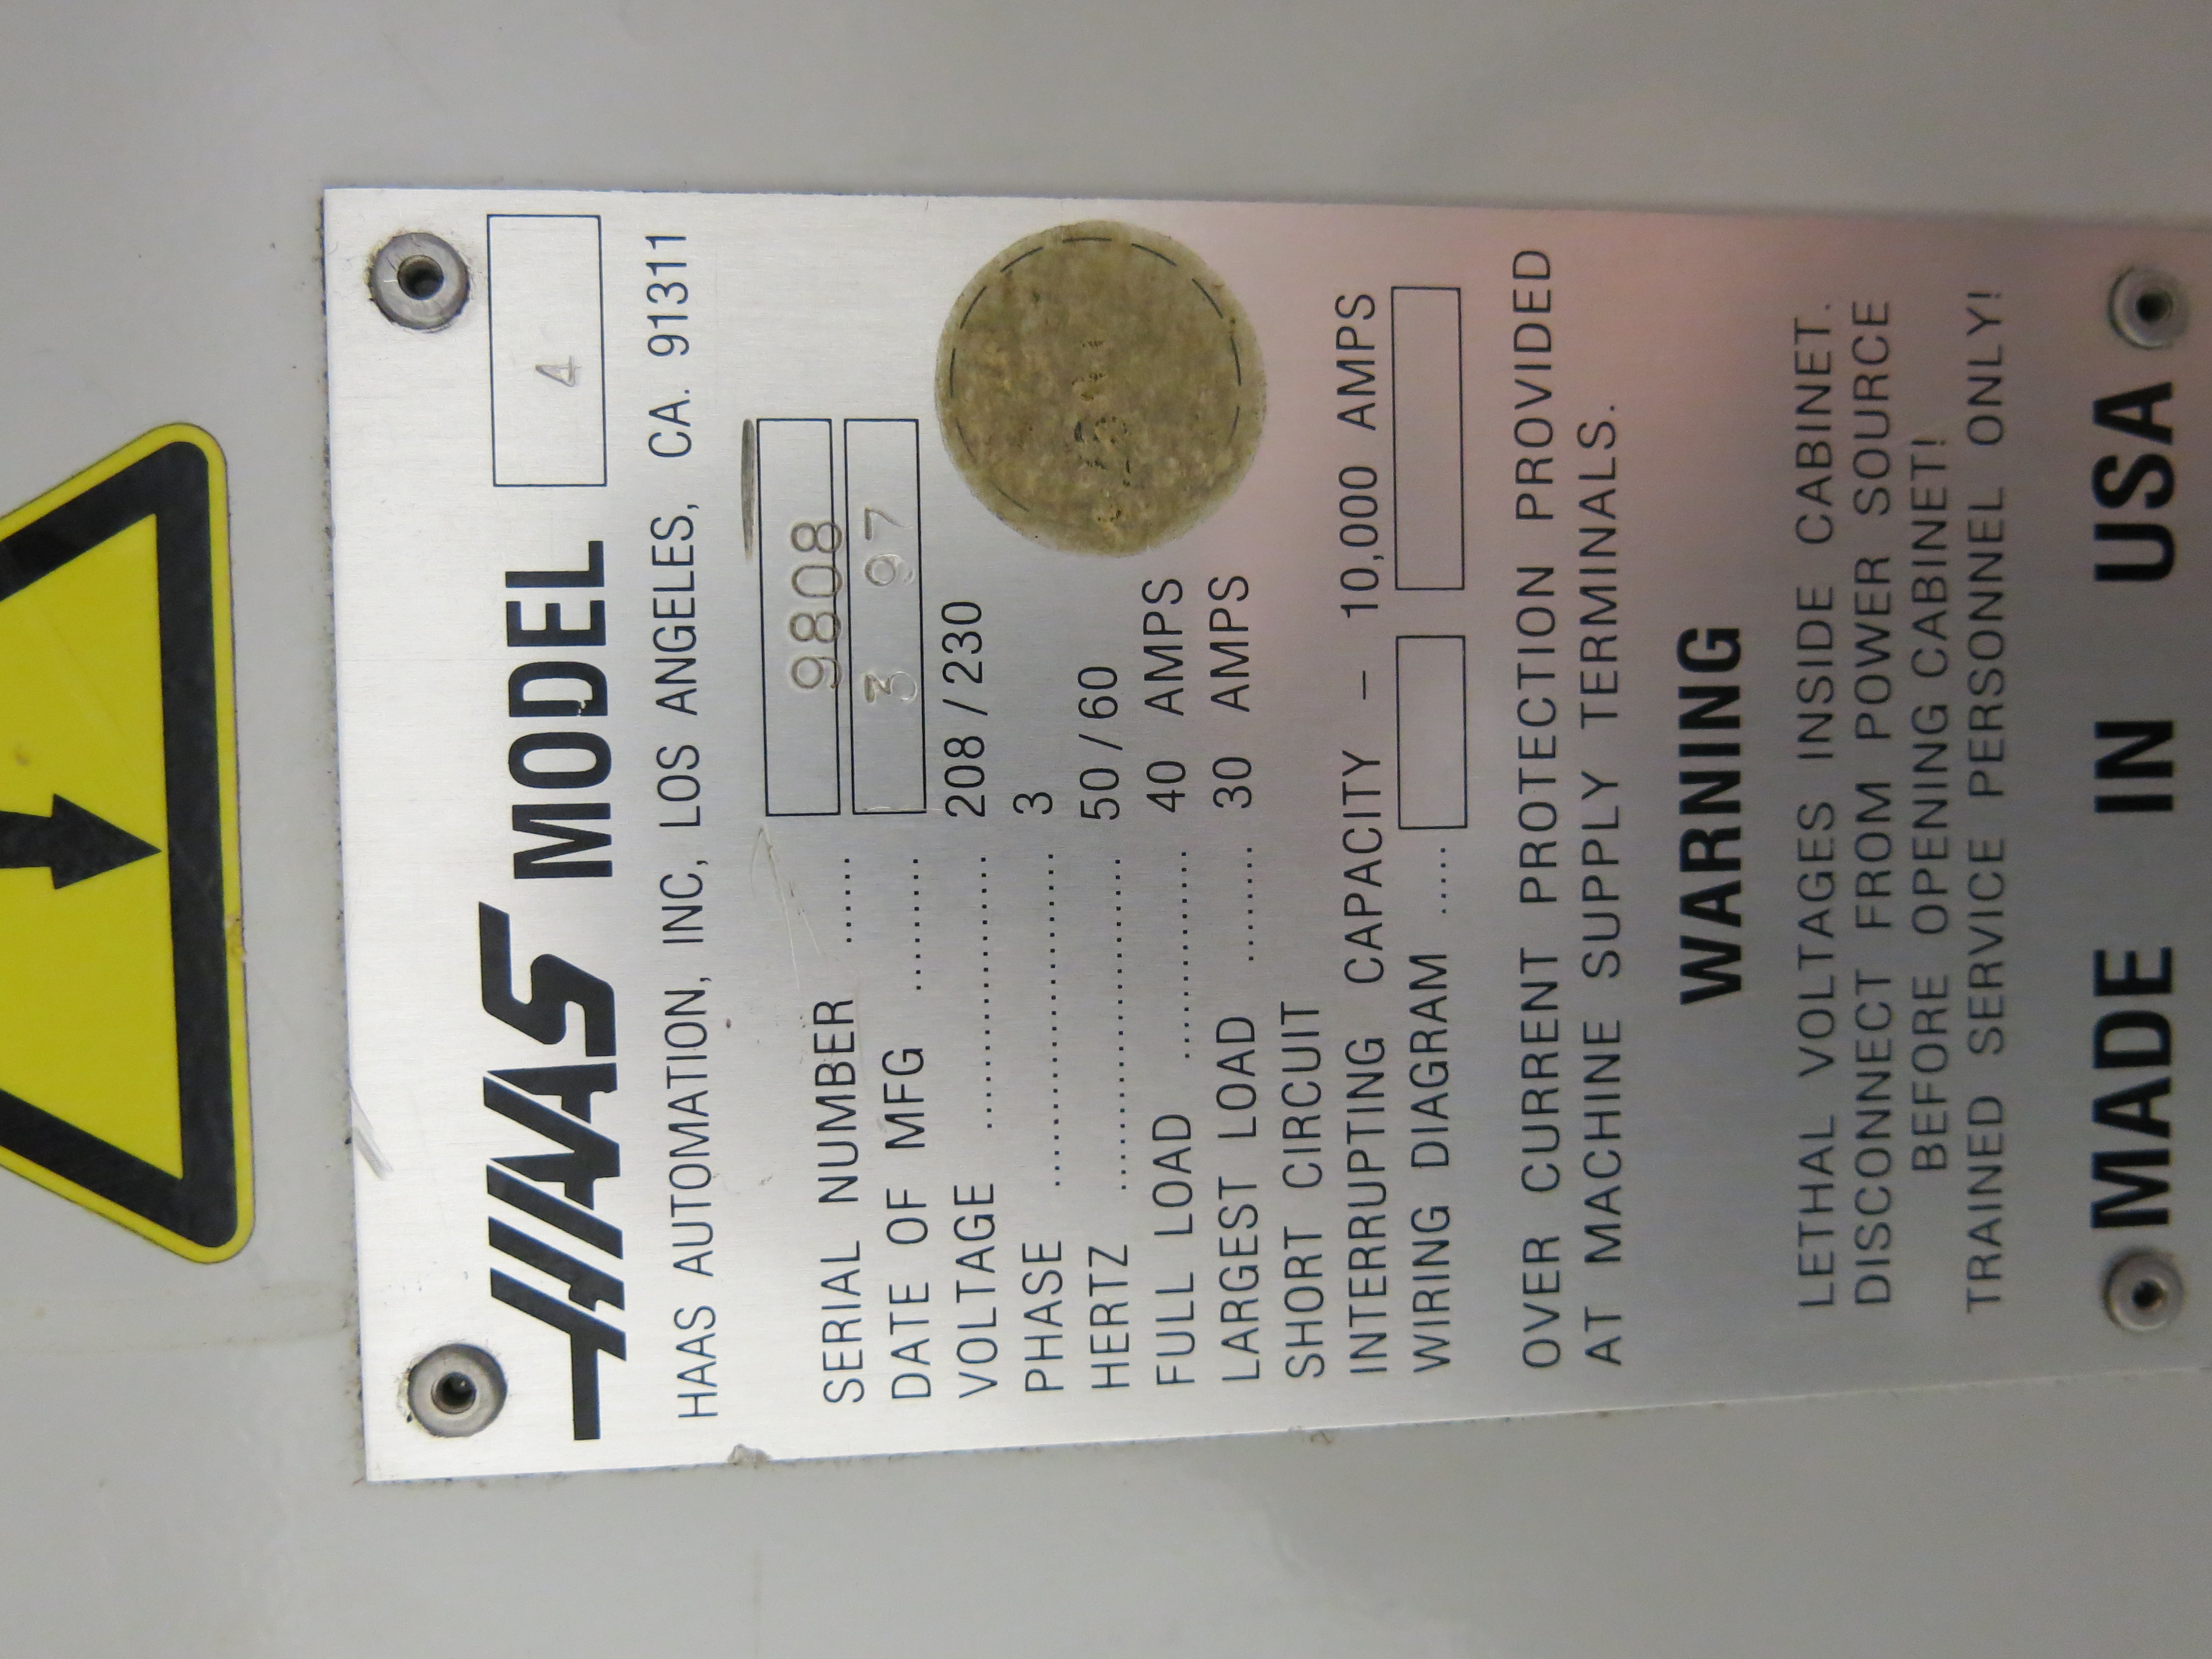 HAAS MODEL 4
HAAS AUTOMATION, INC, LOS ANGELES, CA. 91311
SERIAL NUMBER ....... 9808
DATE OF MFG .......... 3 97
VOLTAGE .................... 208 / 230
PHASE ......................... 3
HERTZ ......................... 50 / 60
FULL LOAD ............... 40 AMPS
LARGEST LOAD ......... 30 AMPS
SHORT CIRCUIT
INTERRUPTING CAPACITY – 10,000 AMPS
WIRING DIAGRAM .....
OVER CURRENT PROTECTION PROVIDED
AT MACHINE SUPPLY TERMINALS.
WARNING
LETHAL VOLTAGES INSIDE CABINET.
DISCONNECT FROM POWER SOURCE
BEFORE OPENING CABINET!
TRAINED SERVICE PERSONNEL ONLY!
MADE IN USA